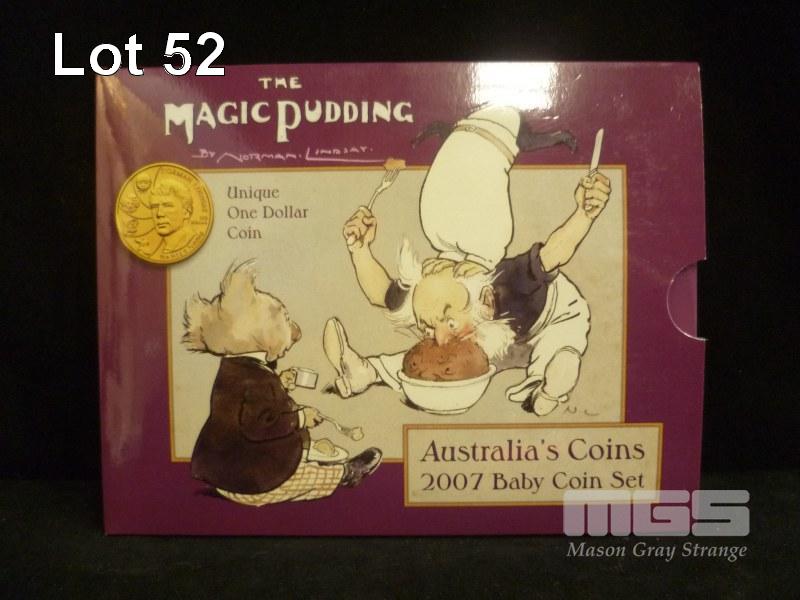 Lot 52
THE
MAGIC PUDDING
BY NORMAN LINDSAY.
Unique
One Dollar
Coin
Australia's Coins
2007 Baby Coin Set
MGS
Mason Gray Strange